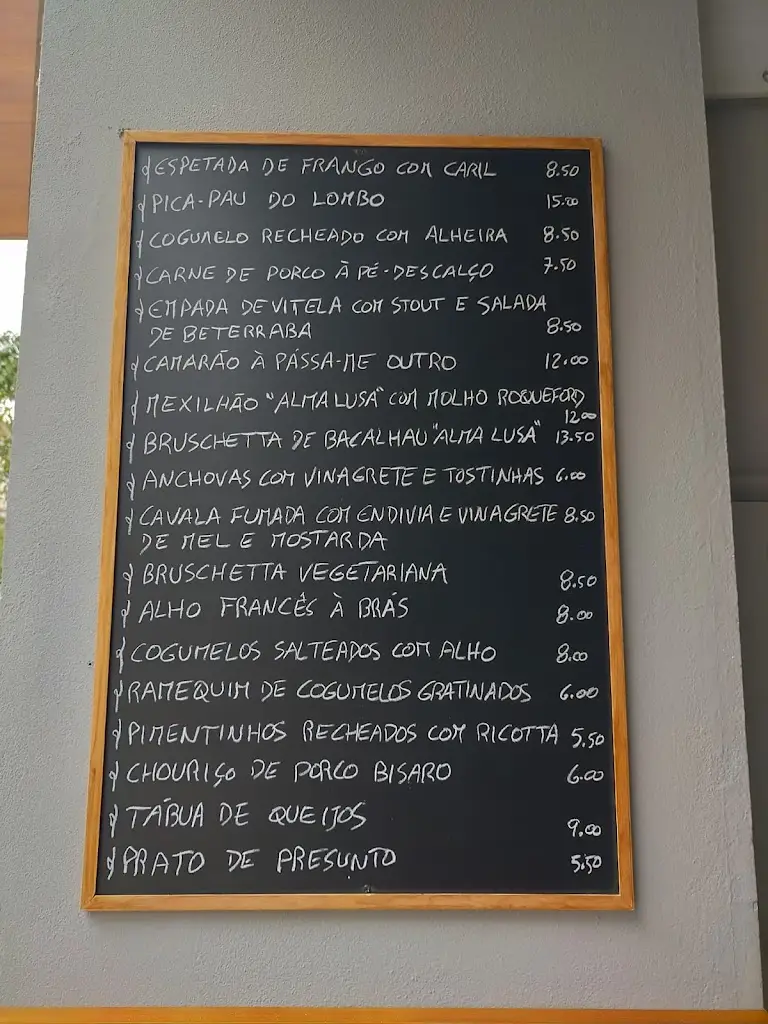 ESPETADA DE FRANGO COM CARIL 8.50
PICA-PAU DO LOMBO 15.00
COGUMELO RECHEADO COM ALHEIRA 8.50
CARNE DE PORCO À PÉ-DESCALÇO 7.50
EMPADA DE VITELA COM STOUT E SALADA
DE BETERRABA 8.50
CAMARÃO À PÁSSA-ME OUTRO 12.00
MEXILHÃO "ALMA LUSA" COM MOLHO ROQUEFORD
12.00
BRUSCHETTA DE BACALHAU "ALMA LUSA" 13.50
ANCHOVAS COM VINAGRETE E TOSTINHAS 6.00
CAVALA FUMADA COM ENDIVIA E VINAGRETE 8.50
DE MEL E MOSTARDA
BRUSCHETTA VEGETARIANA 8.50
ALHO FRANCÊS À BRÁS 8.00
COGUMELOS SALTEADOS COM ALHO 8.00
RAMEQUIM DE COGUMELOS GRATINADOS 6.00
PIMENTINHOS RECHEADOS COM RICOTTA 5.50
CHOURIÇO DE PORCO BISARO 6.00
TÁBUA DE QUEIJOS 9.00
PRATO DE PRESUNTO 5.50